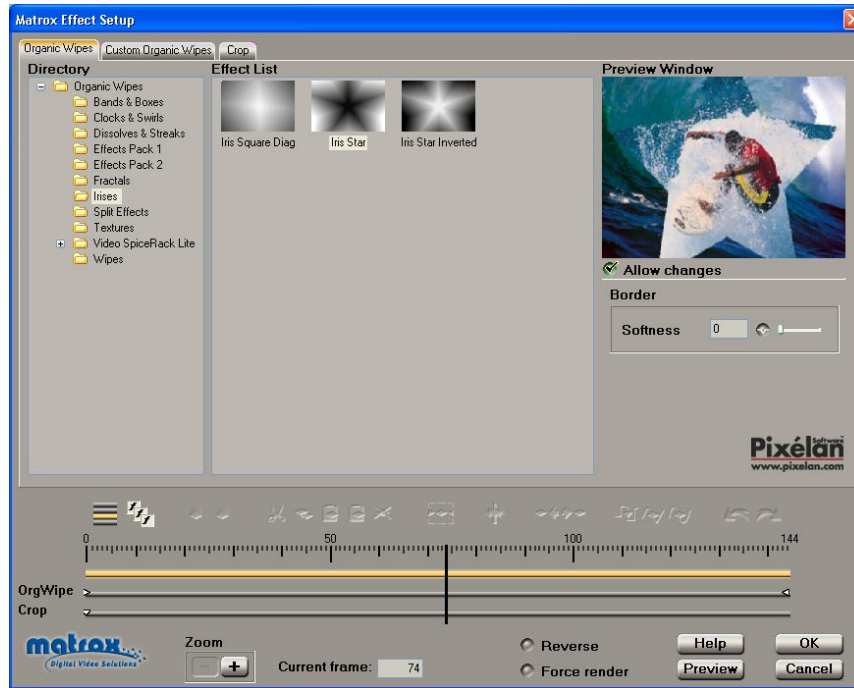 Matrox Effect Setup
Organic Wipes
Custom Organic Wipes
Crop
Directory
Effect List
Preview Window
Organic Wipes
Bands & Boxes
Clocks & Swirls
Dissolves & Streaks
Effects Pack 1
Effects Pack 2
Fractals
Irises
Split Effects
Textures
Video SpiceRack Lite
Wipes
Iris Square Diag
Iris Star
Iris Star Inverted
Allow changes
Border
Softness 0
Pixélan Software
www.pixelan.com
0 50 100 144
OrgWipe
Crop
matrox
Digital Video Solutions
Zoom
Current frame: 74
Reverse
Force render
Help
OK
Preview
Cancel